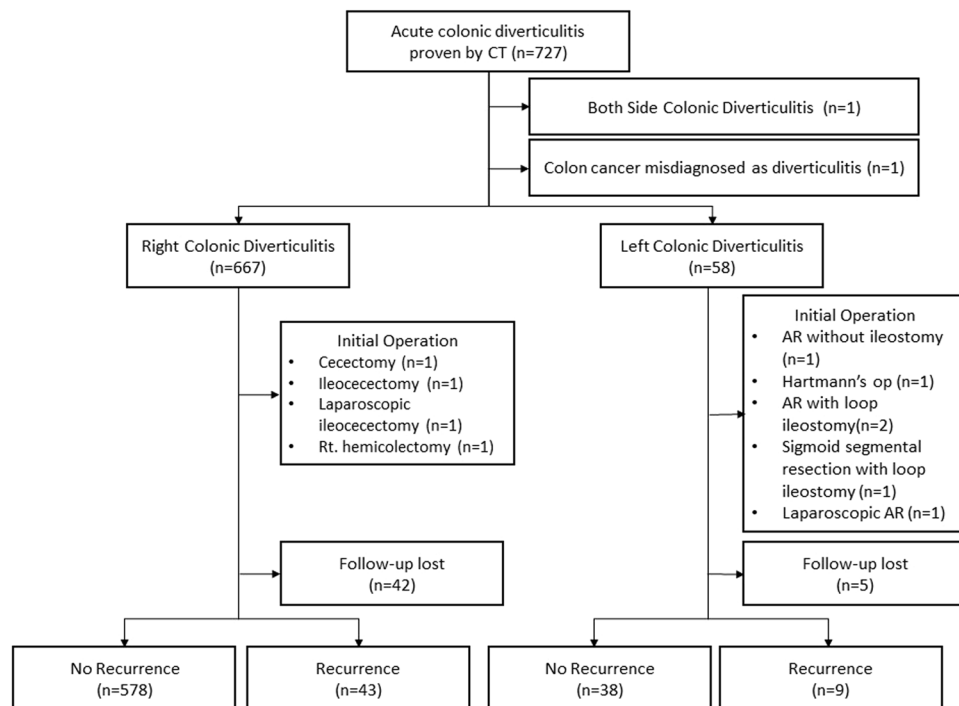 Acute colonic diverticulitis
proven by CT (n=727)
Both Side Colonic Diverticulitis (n=1)
Colon cancer misdiagnosed as diverticulitis (n=1)
Right Colonic Diverticulitis
(n=667)
Left Colonic Diverticulitis
(n=58)
Initial Operation
• Cecectomy (n=1)
• Ileocecectomy (n=1)
• Laparoscopic
ileocecectomy (n=1)
• Rt. hemicolectomy (n=1)
Initial Operation
• AR without ileostomy
(n=1)
• Hartmann's op (n=1)
• AR with loop
ileostomy(n=2)
• Sigmoid segmental
resection with loop
ileostomy (n=1)
• Laparoscopic AR (n=1)
Follow-up lost
(n=42)
Follow-up lost
(n=5)
No Recurrence
(n=578)
Recurrence
(n=43)
No Recurrence
(n=38)
Recurrence
(n=9)